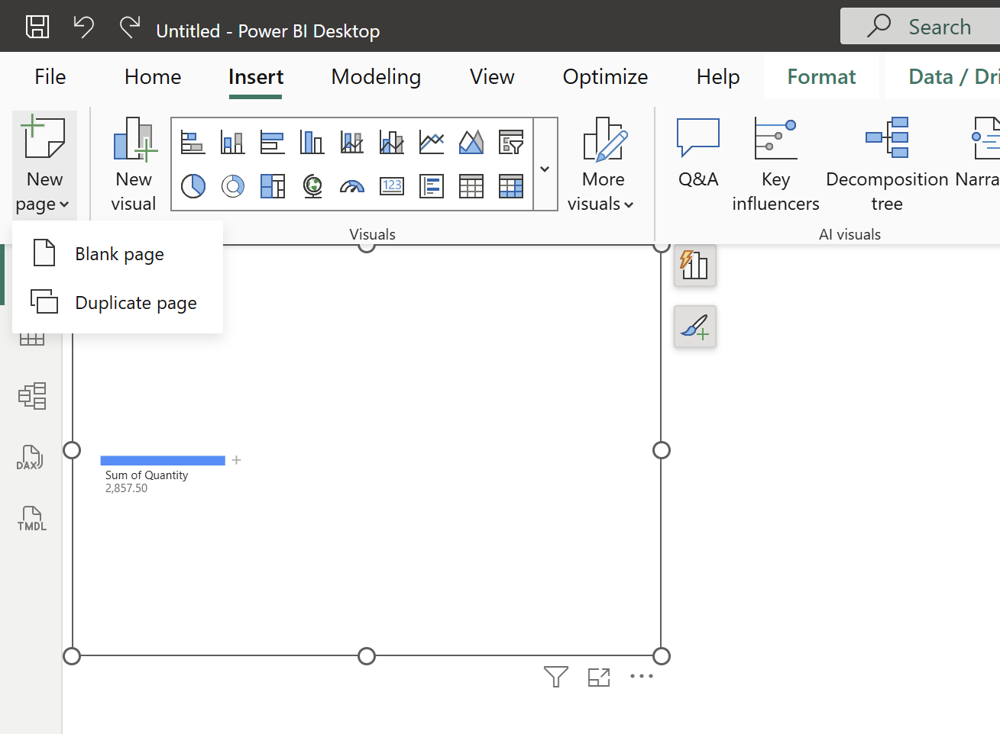 Untitled - Power BI Desktop
Search
File
Home
Insert
Modeling
View
Optimize
Help
Format
Data / Dri
New
page
New
visual
123
More
visuals
Visuals
Q&A
Key
influencers
Decomposition
tree
Narra
AI visuals
Blank page
Duplicate page
DAX
TMDL
Sum of Quantity
2,857.50